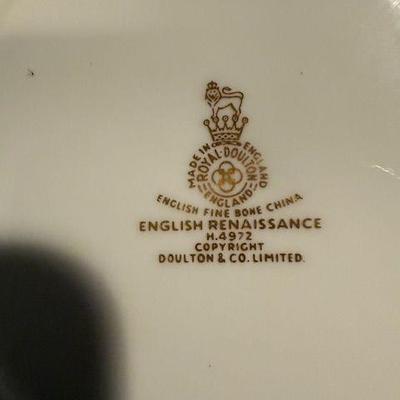 MADE IN ENGLAND
ROYAL·DOULTON
ENGLAND
ENGLISH FINE BONE CHINA
ENGLISH RENAISSANCE
H.4972
COPYRIGHT
DOULTON & CO. LIMITED.